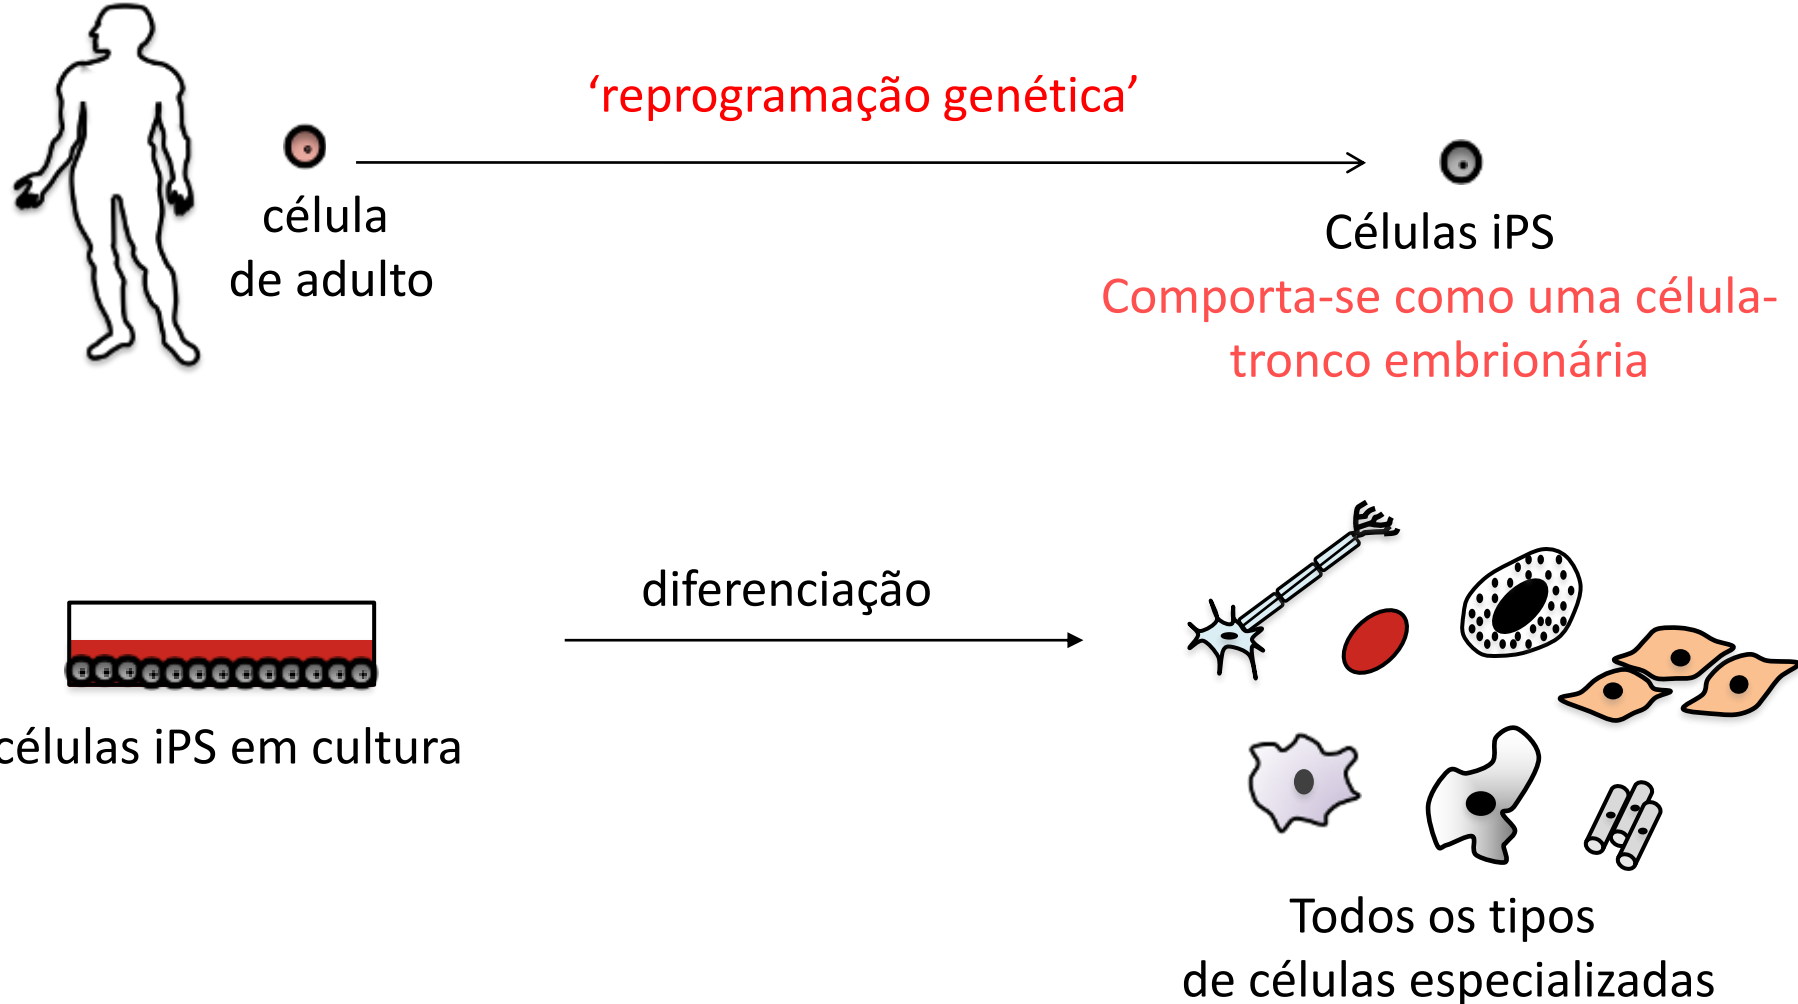 ‘reprogramação genética’
célula
de adulto
Células iPS
Comporta-se como uma célula-
tronco embrionária
diferenciação
células iPS em cultura
Todos os tipos
de células especializadas